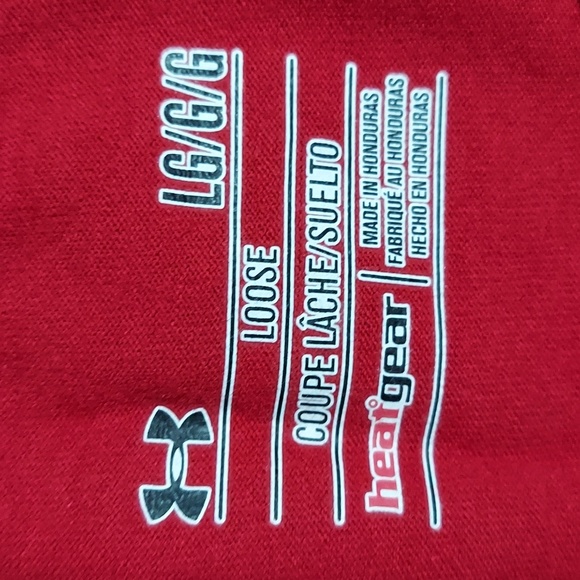 LG/G/G
LOOSE
COUPE LÂCHE/SUELTO
heatgear
MADE IN HONDURAS
FABRIQUÉ AU HONDURAS
HECHO EN HONDURAS